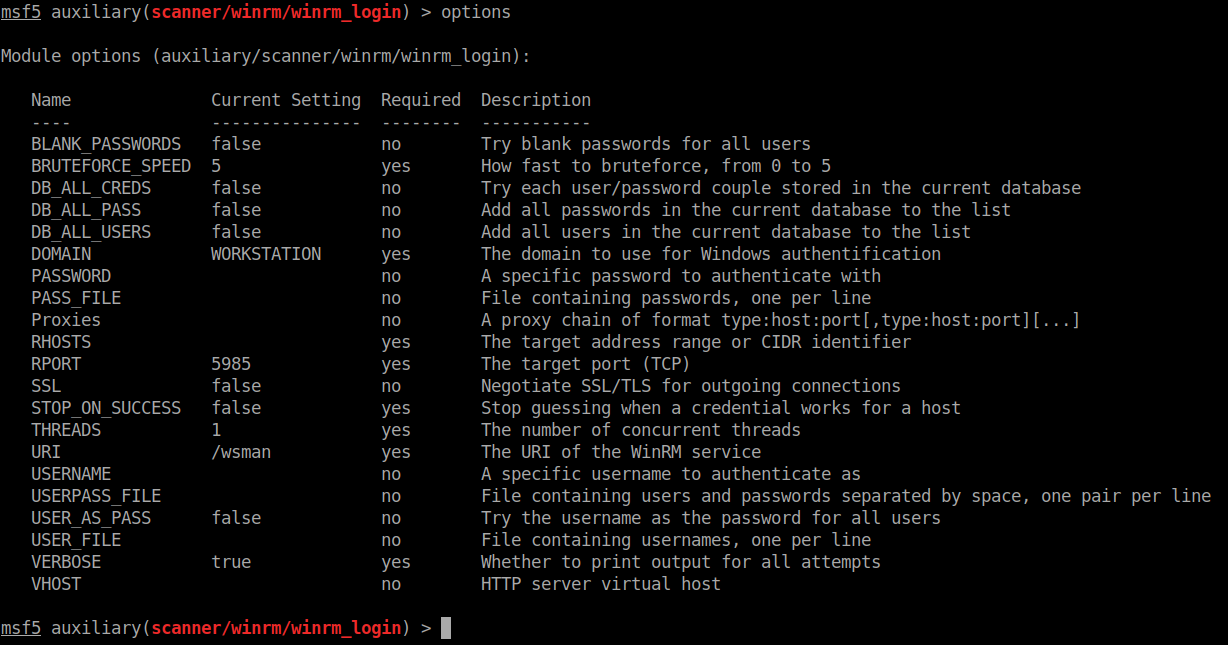 msf5 auxiliary(scanner/winrm/winrm_login) > options
Module options (auxiliary/scanner/winrm/winrm_login):
Name Current Setting Required Description
---- --------------- -------- -----------
BLANK_PASSWORDS false no Try blank passwords for all users
BRUTEFORCE_SPEED 5 yes How fast to bruteforce, from 0 to 5
DB_ALL_CREDS false no Try each user/password couple stored in the current database
DB_ALL_PASS false no Add all passwords in the current database to the list
DB_ALL_USERS false no Add all users in the current database to the list
DOMAIN WORKSTATION yes The domain to use for Windows authentification
PASSWORD no A specific password to authenticate with
PASS_FILE no File containing passwords, one per line
Proxies no A proxy chain of format type:host:port[,type:host:port][...]
RHOSTS yes The target address range or CIDR identifier
RPORT 5985 yes The target port (TCP)
SSL false no Negotiate SSL/TLS for outgoing connections
STOP_ON_SUCCESS false yes Stop guessing when a credential works for a host
THREADS 1 yes The number of concurrent threads
URI /wsman yes The URI of the WinRM service
USERNAME no A specific username to authenticate as
USERPASS_FILE no File containing users and passwords separated by space, one pair per line
USER_AS_PASS false no Try the username as the password for all users
USER_FILE no File containing usernames, one per line
VERBOSE true yes Whether to print output for all attempts
VHOST no HTTP server virtual host
msf5 auxiliary(scanner/winrm/winrm_login) >